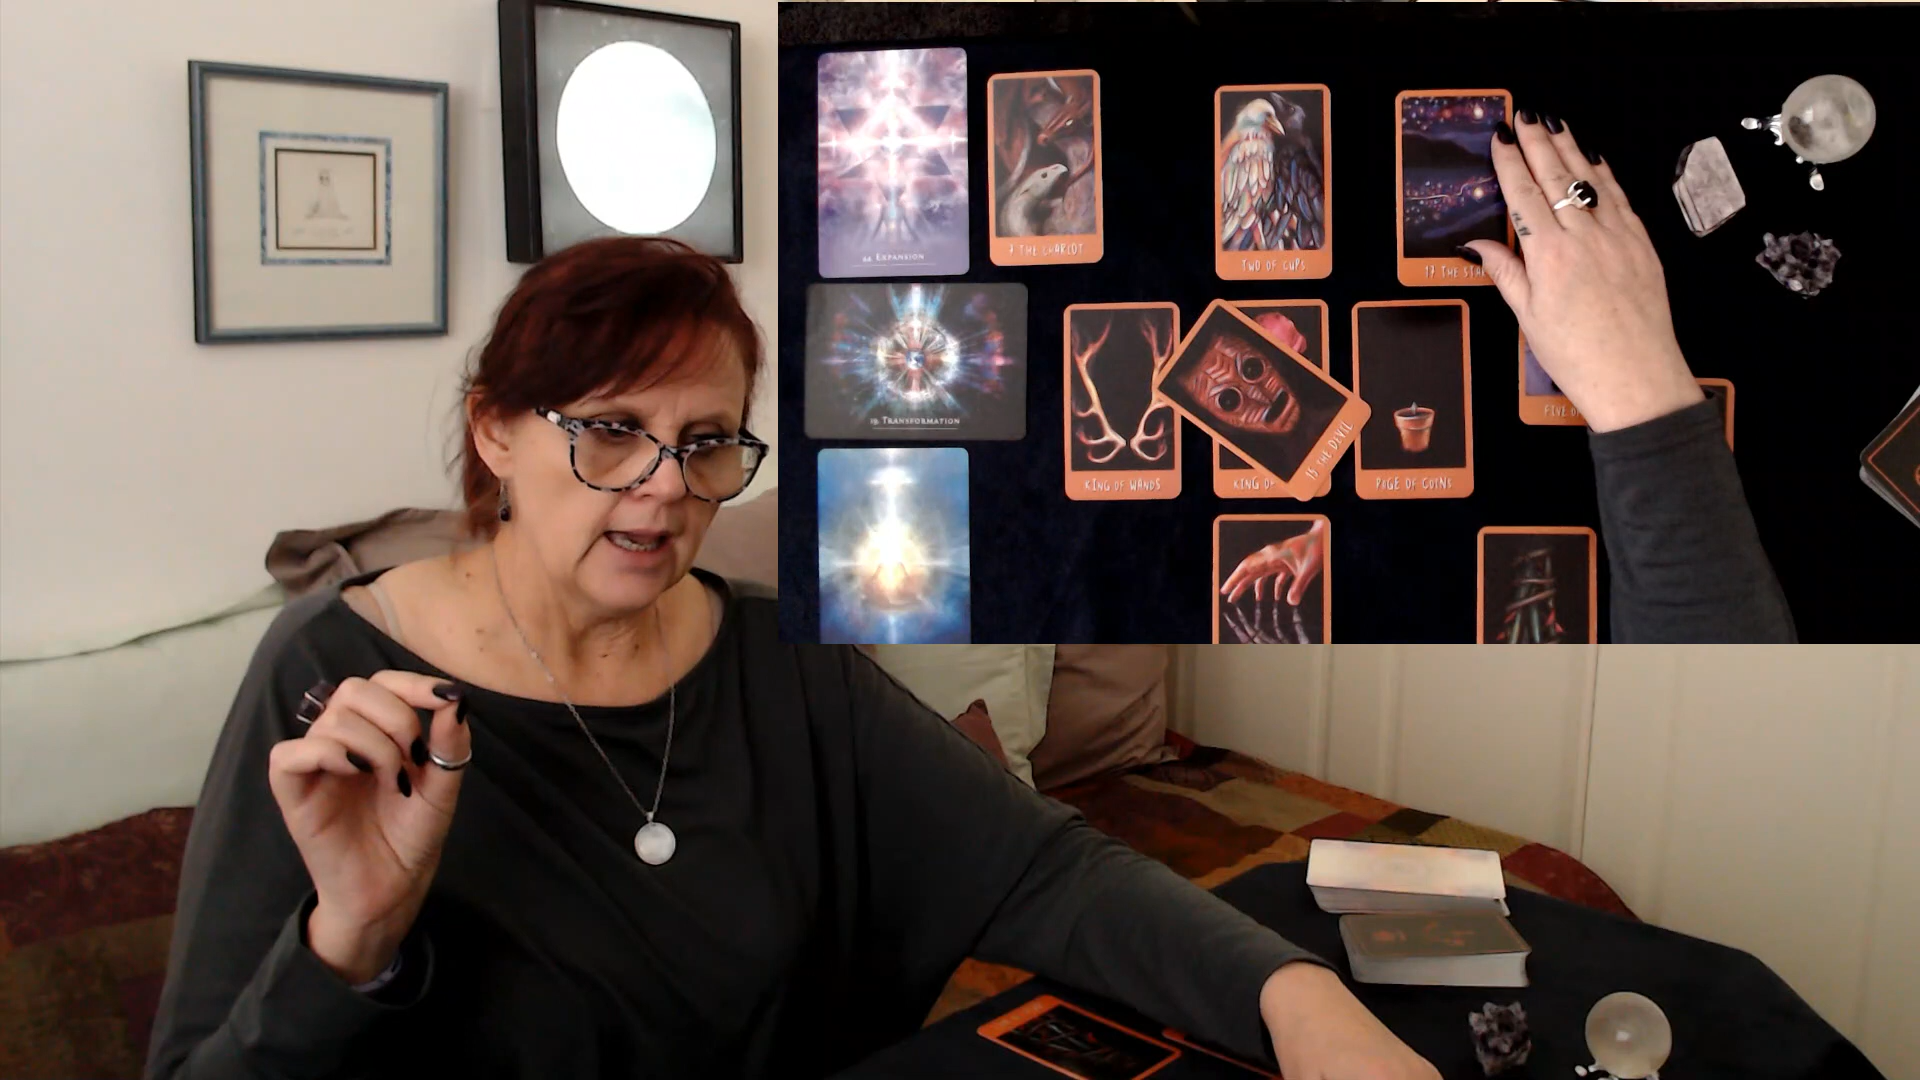 44 EXPANSION
7 THE CHARIOT.
TWO OF CUPS.
17 THE STAR
19. TRANSFORMATION
KING OF WANDS
KING OF
15 THE DEVIL
PAGE OF COINS.
FIVE OF